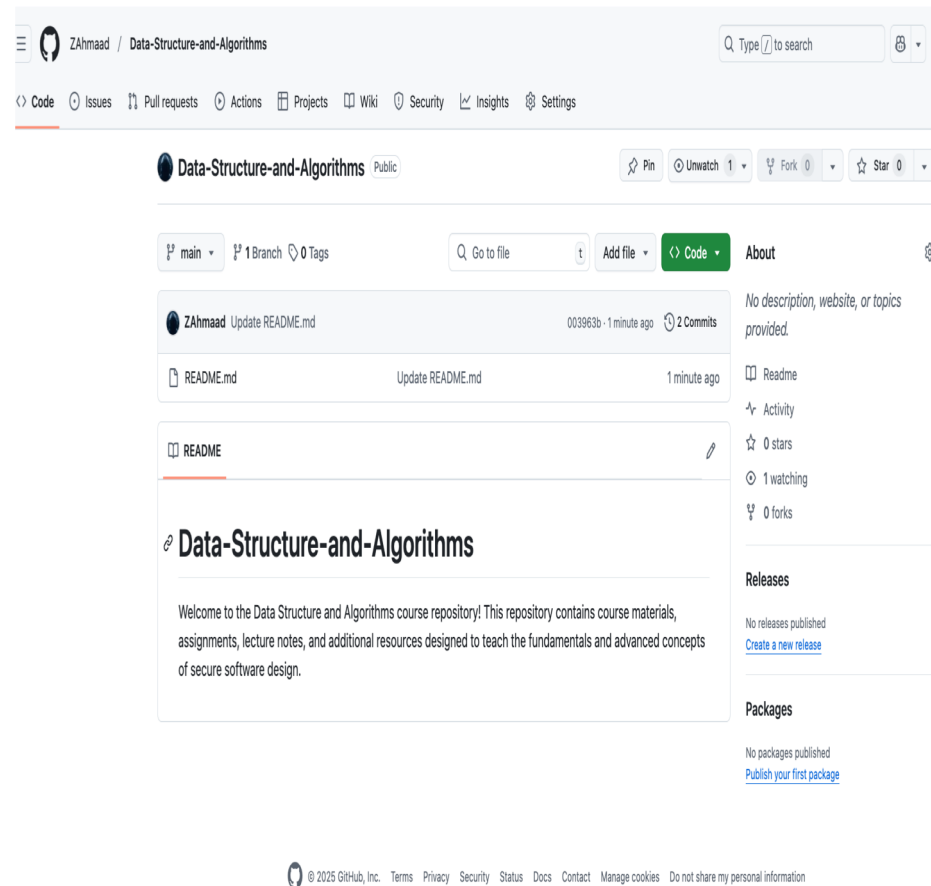 ZAhmaad / Data-Structure-and-Algorithms
Type / to search
Code Issues Pull requests Actions Projects Wiki Security Insights Settings
Data-Structure-and-Algorithms Public
Pin Unwatch 1 Fork 0 Star 0
main 1 Branch 0 Tags
Go to file t Add file Code
About
No description, website, or topics
provided.
ZAhmaad Update README.md 003963b · 1 minute ago 2 Commits
README.md Update README.md 1 minute ago
Readme
Activity
0 stars
1 watching
0 forks
README
Data-Structure-and-Algorithms
Welcome to the Data Structure and Algorithms course repository! This repository contains course materials,
assignments, lecture notes, and additional resources designed to teach the fundamentals and advanced concepts
of secure software design.
Releases
No releases published
Create a new release
Packages
No packages published
Publish your first package
© 2025 GitHub, Inc. Terms Privacy Security Status Docs Contact Manage cookies Do not share my personal information